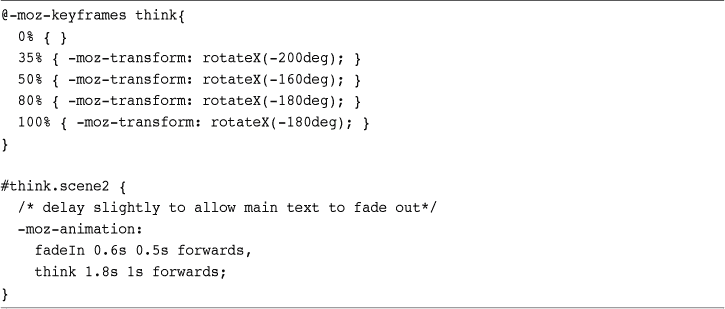 @-moz-keyframes think{
  0% { }
  35% { -moz-transform: rotateX(-200deg); }
  50% { -moz-transform: rotateX(-160deg); }
  80% { -moz-transform: rotateX(-180deg); }
  100% { -moz-transform: rotateX(-180deg); }
}

#think.scene2 {
  /* delay slightly to allow main text to fade out*/
  -moz-animation:
    fadeIn 0.6s 0.5s forwards,
    think 1.8s 1s forwards;
}